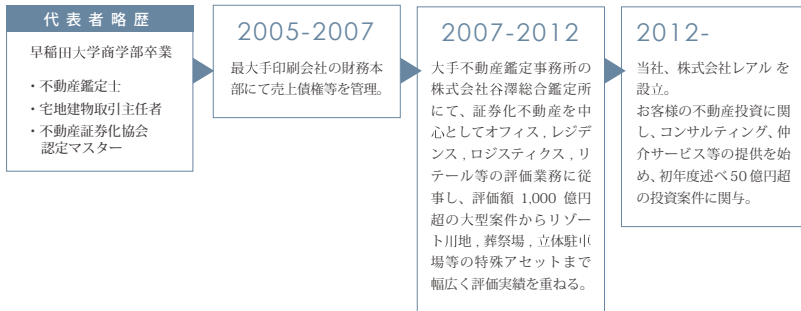 代表者略歴
早稲田大学商学部卒業
・不動産鑑定士
・宅地建物取引主任者
・不動産証券化協会
認定マスター
2005-2007
最大手印刷会社の財務本
部にて売上債権等を管理。
2007-2012
大手不動産鑑定事務所の
株式会社谷澤総合鑑定所
にて、証券化不動産を中
心としてオフィス , レジデ
ンス , ロジスティクス , リ
テール等の評価業務に従
事し、評価額 1,000 億円
超の大型案件からリゾー
ト川地 , 葬祭場 , 立体駐車
場等の特殊アセットまで
幅広く評価実績を重ねる。
2012-
当社、株式会社レアル を
設立。
お客様の不動産投資に関
し、コンサルティング、仲
介サービス等の提供を始
め、初年度述べ 50 億円超
の投資案件に関与。